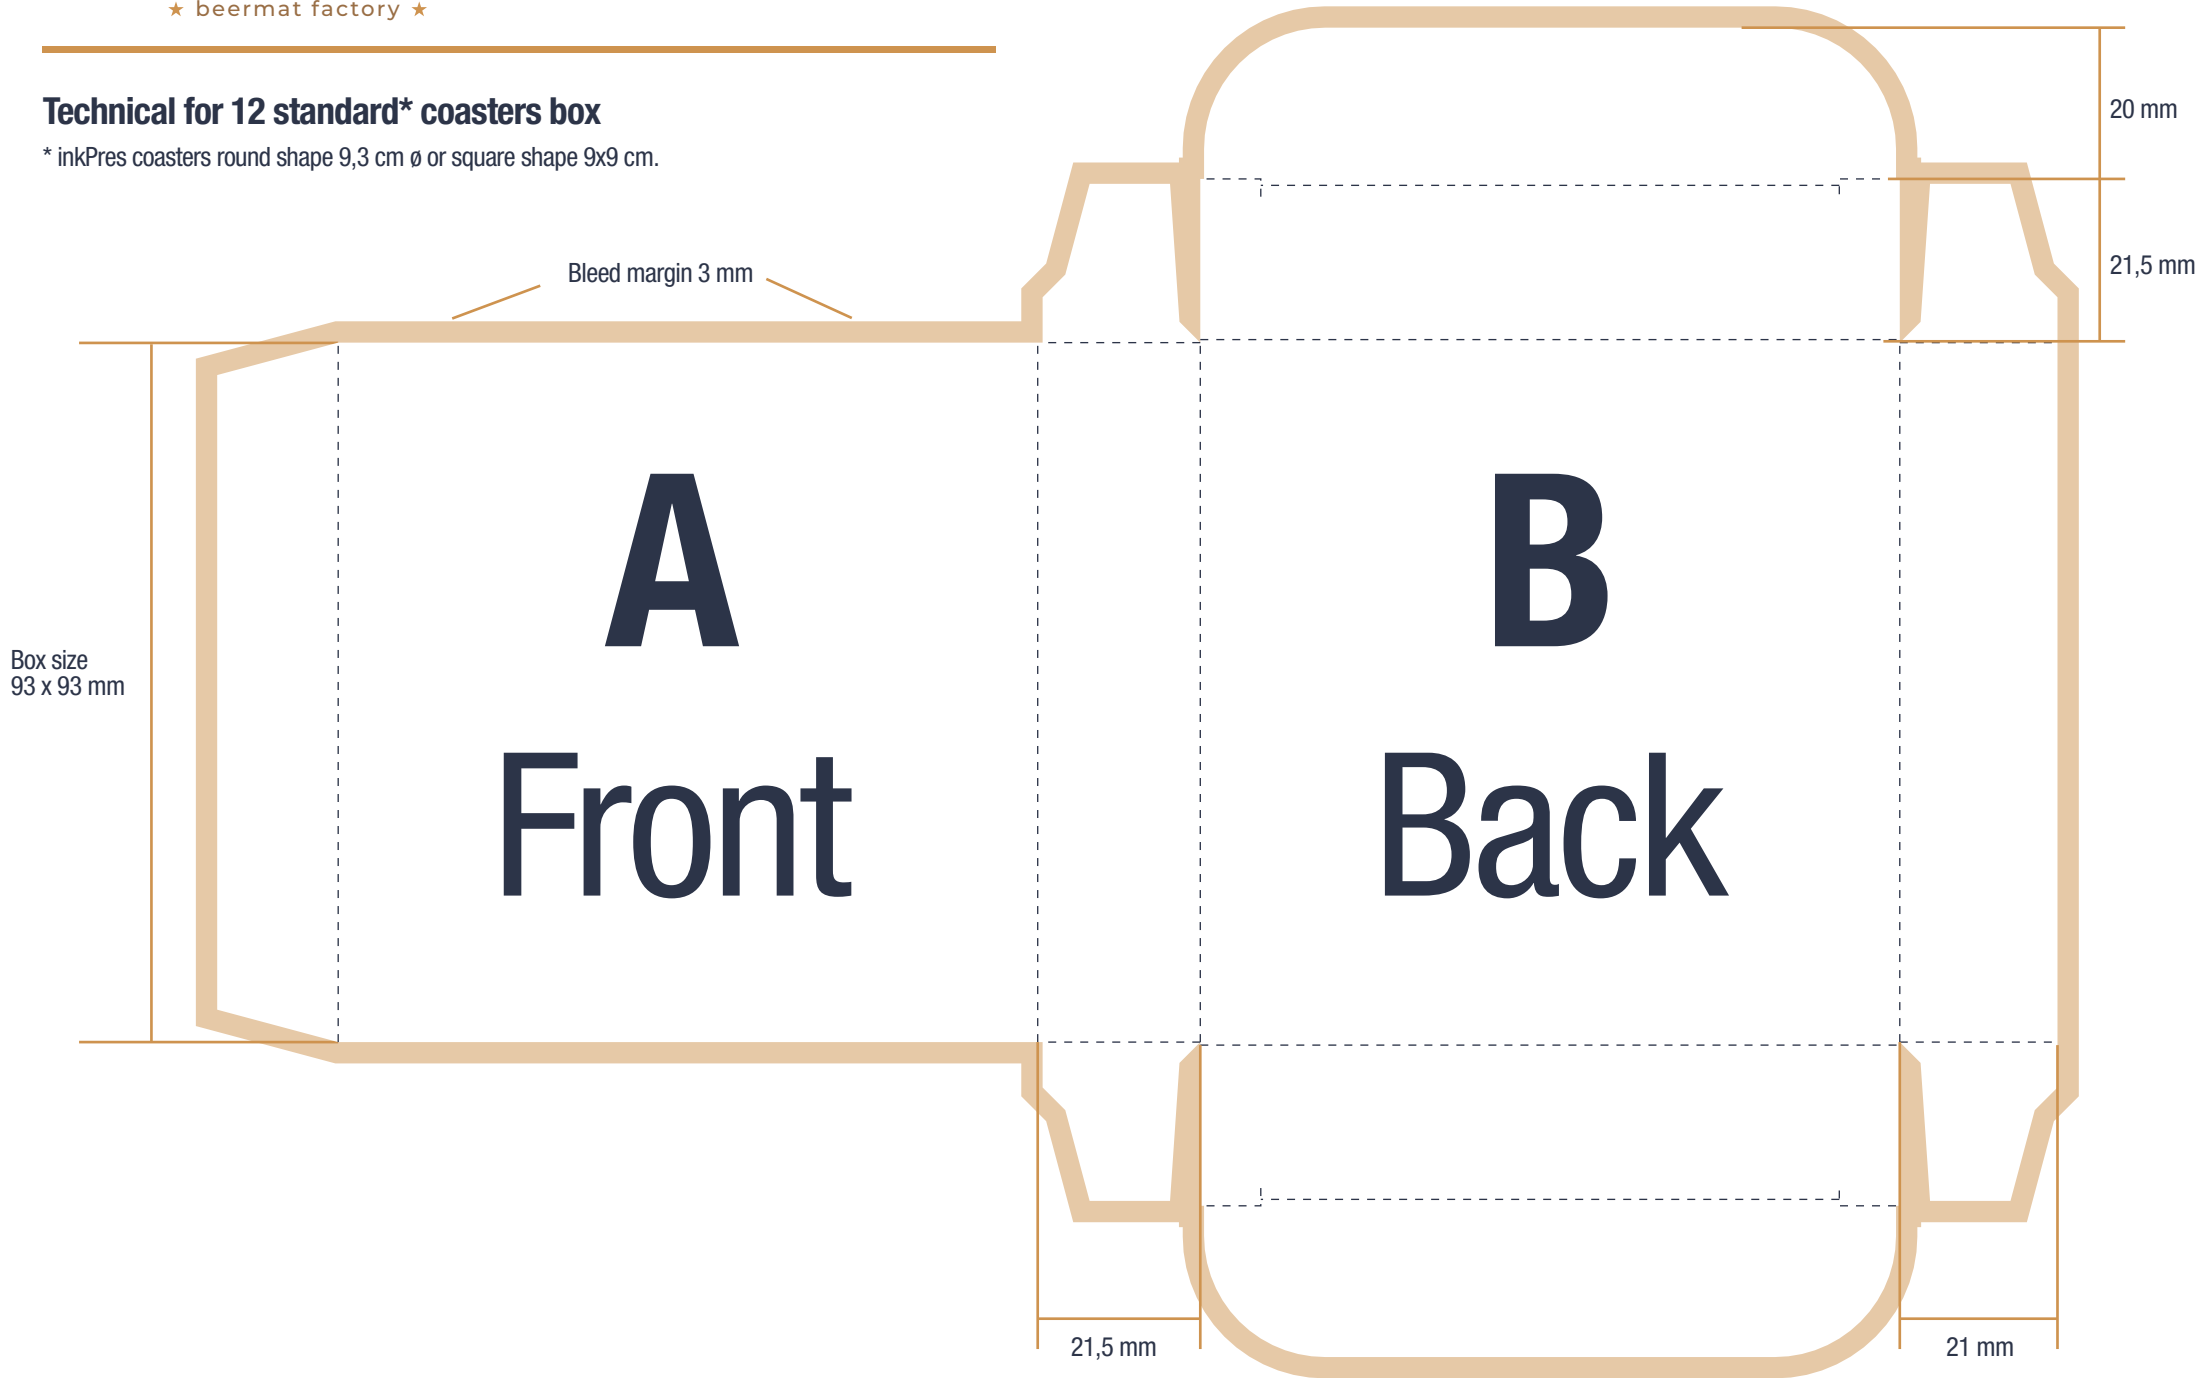 ★ beermat factory ★
Technical for 12 standard* coasters box
* inkPres coasters round shape 9,3 cm ø or square shape 9x9 cm.
20 mm
21,5 mm
Bleed margin 3 mm
A
Front
B
Back
Box size
93 x 93 mm
21,5 mm
21 mm